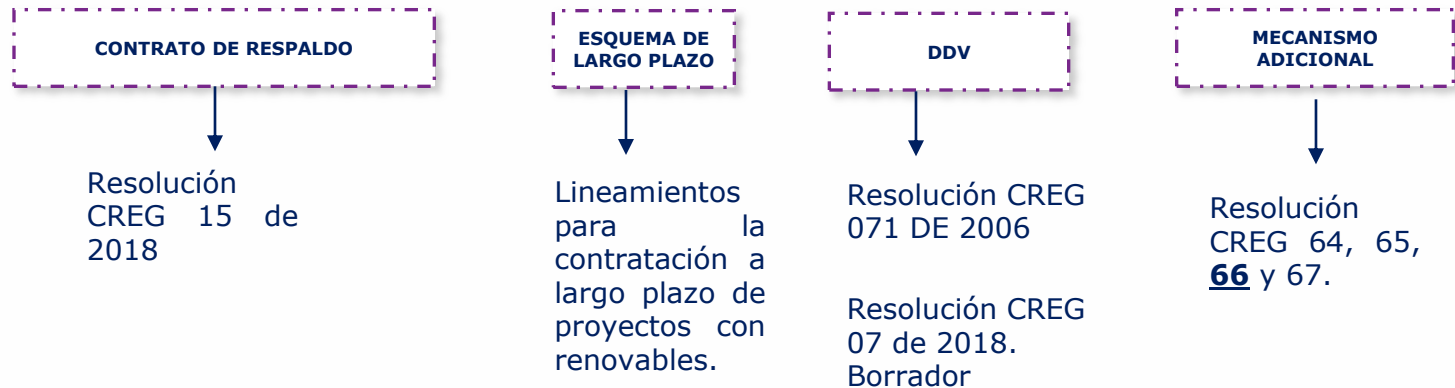 CONTRATO DE RESPALDO
Resolución
CREG 15 de
2018
ESQUEMA DE
LARGO PLAZO
Lineamientos
para la
contratación a
largo plazo de
proyectos con
renovables.
DDV
Resolución CREG
071 DE 2006
Resolución CREG
07 de 2018.
Borrador
MECANISMO
ADICIONAL
Resolución
CREG 64, 65,
66 y 67.